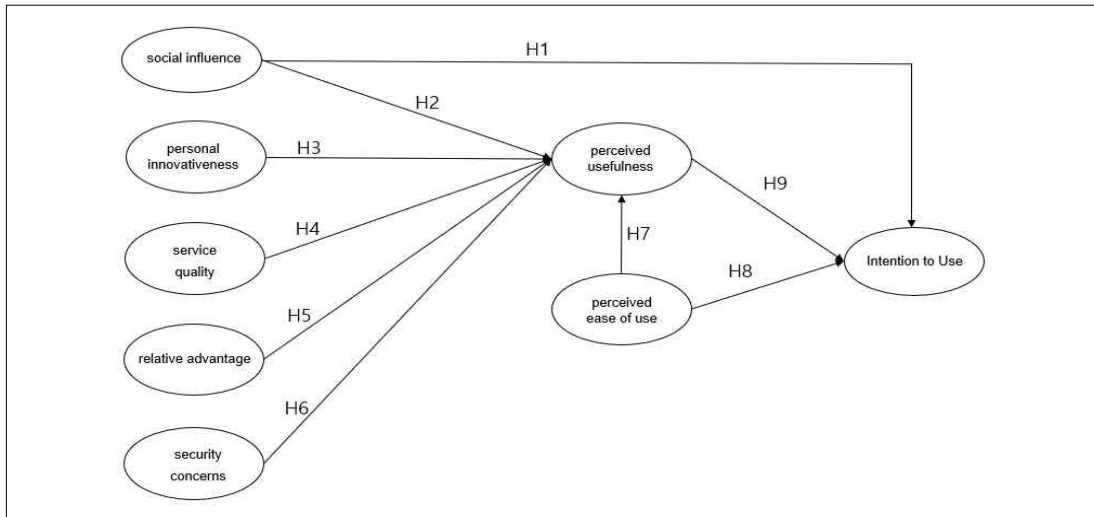 social influence
H1
H2
personal
innovativeness
H3
perceived
usefulness
H9
service
quality
H4
H7
Intention to Use
H8
perceived
ease of use
relative advantage
H5
H6
security
concerns